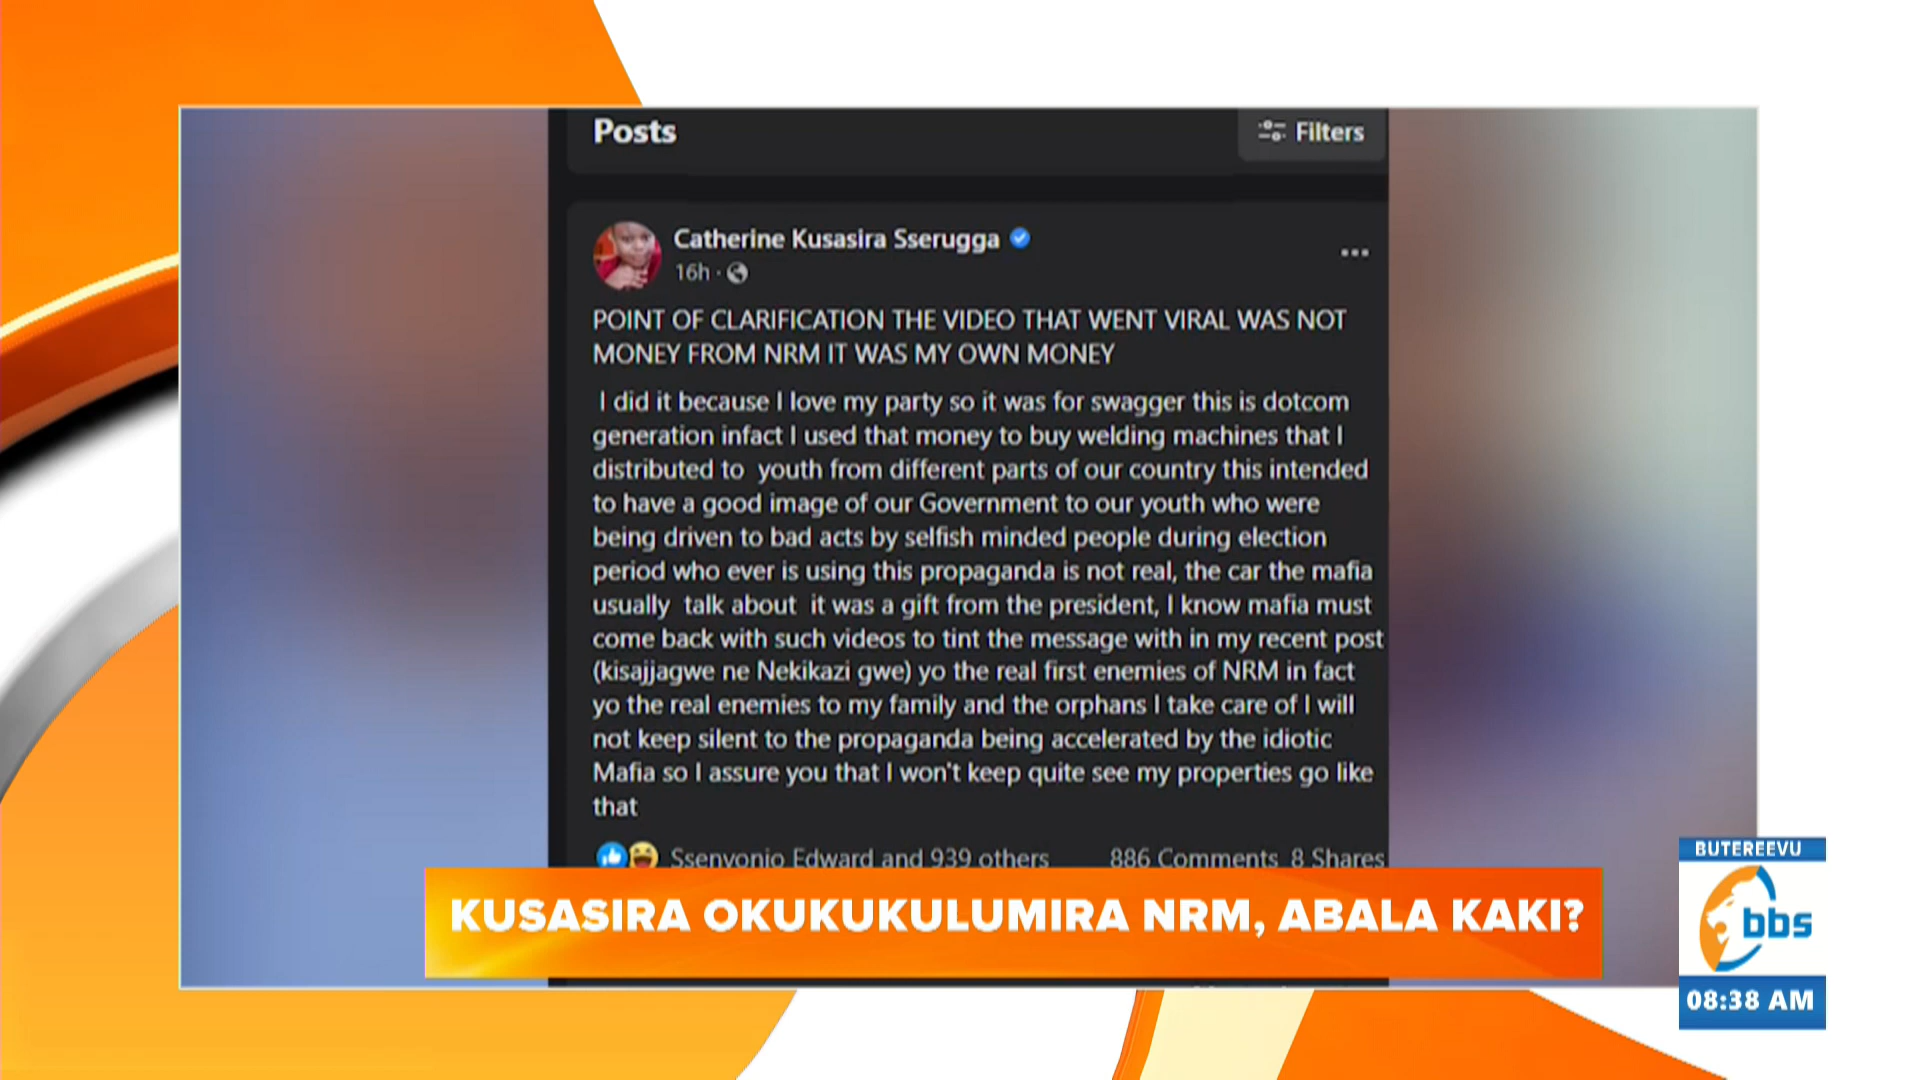 Posts
Filters
Catherine Kusasira Sserugga
16h ·
POINT OF CLARIFICATION THE VIDEO THAT WENT VIRAL WAS NOT
MONEY FROM NRM IT WAS MY OWN MONEY
I did it because I love my party so it was for swagger this is dotcom
generation infact I used that money to buy welding machines that I
distributed to youth from different parts of our country this intended
to have a good image of our Government to our youth who were
being driven to bad acts by selfish minded people during election
period who ever is using this propaganda is not real, the car the mafia
usually talk about it was a gift from the president, I know mafia must
come back with such videos to tint the message with in my recent post
(kisajjagwe ne Nekikazi gwe) yo the real first enemies of NRM in fact
yo the real enemies to my family and the orphans I take care of I will
not keep silent to the propaganda being accelerated by the idiotic
Mafia so I assure you that I won't keep quite see my properties go like
that
Ssenyonjo Edward and 939 others
886 Comments 8 Shares
KUSASIRA OKUKUKULUMIRA NRM, ABALA KAKI?
BUTEREEVU
bbs
08:38 AM